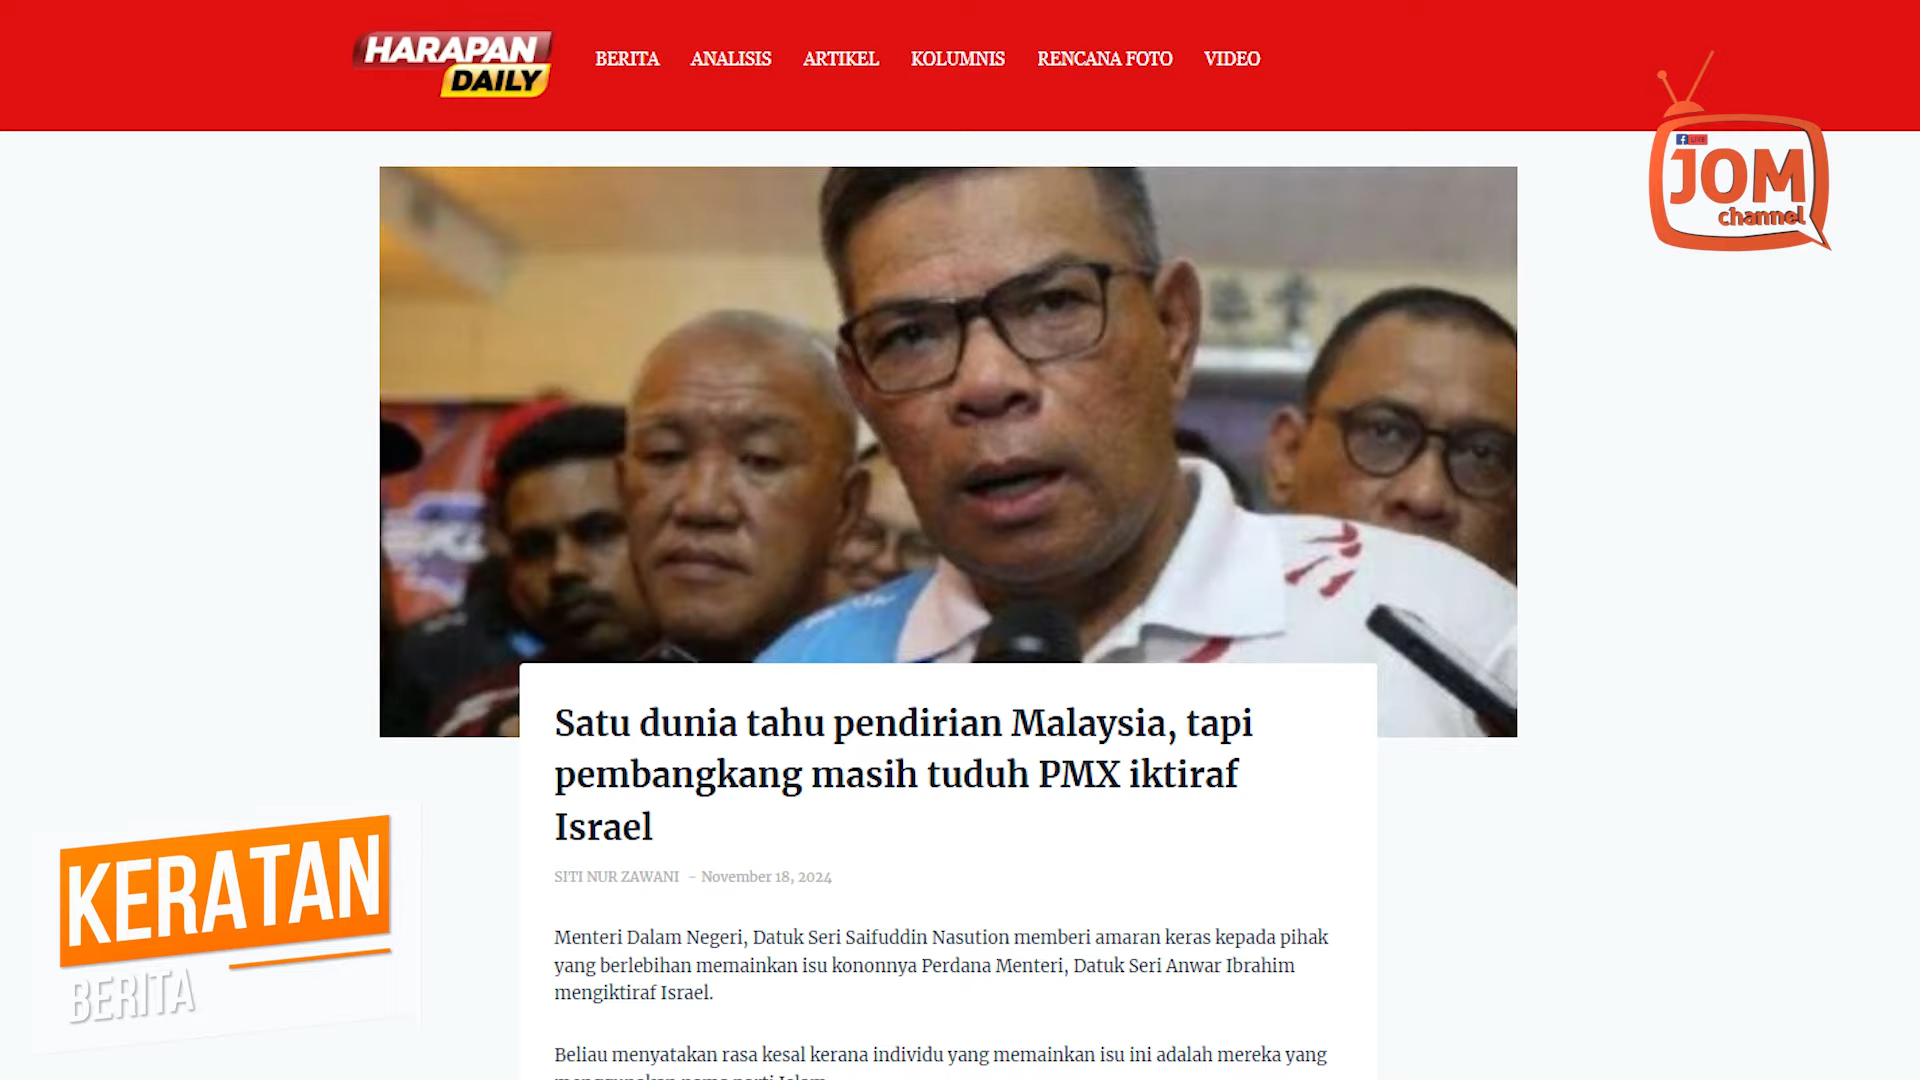 HARAPAN
DAILY
BERITA ANALISIS ARTIKEL KOLUMNIS RENCANA FOTO VIDEO
LIVE
JOM
channel
Satu dunia tahu pendirian Malaysia, tapi
pembangkang masih tuduh PMX iktiraf
Israel
SITI NUR ZAWANI - November 18, 2024
KERATAN
BERITA
Menteri Dalam Negeri, Datuk Seri Saifuddin Nasution memberi amaran keras kepada pihak
yang berlebihan memainkan isu kononnya Perdana Menteri, Datuk Seri Anwar Ibrahim
mengiktiraf Israel.
Beliau menyatakan rasa kesal kerana individu yang memainkan isu ini adalah mereka yang